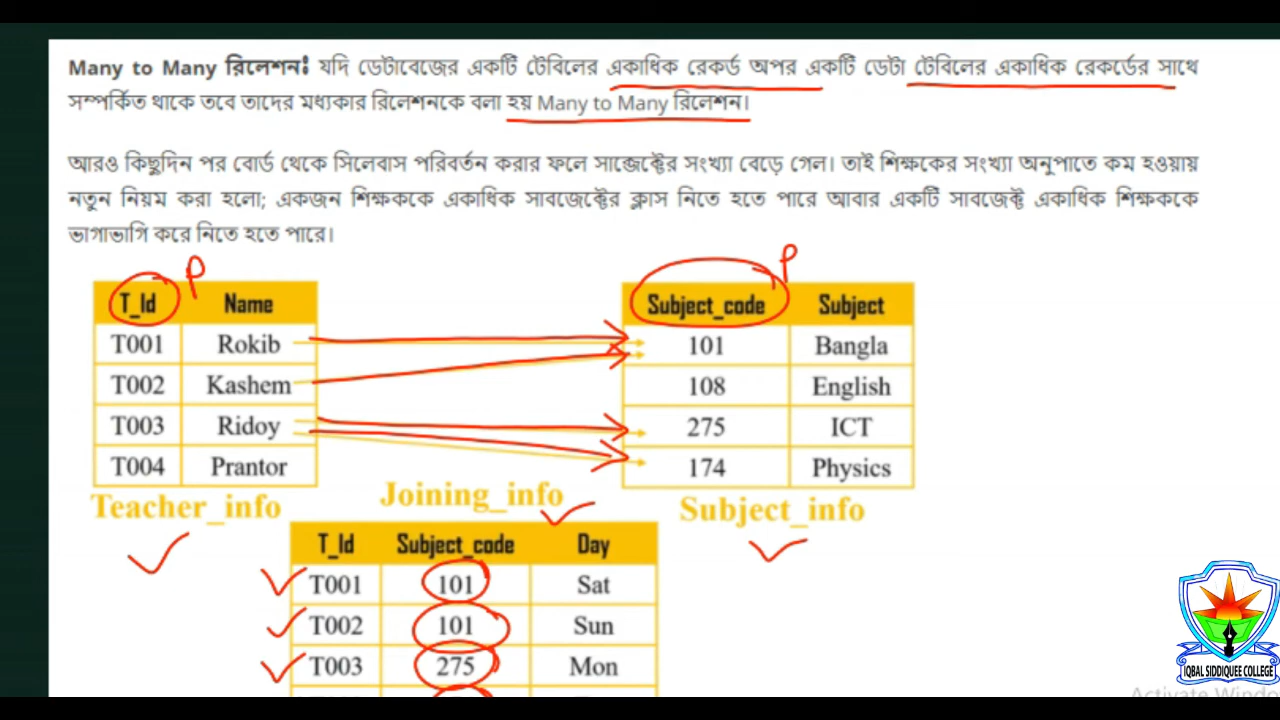 Many to Many রিলেশনঃ যদি ডেটাবেজের একটি টেবিলের একাধিক রেকর্ড অপর একটি ডেটা টেবিলের একাধিক রেকর্ডের সাথে
সম্পর্কিত থাকে তবে তাদের মধ্যকার রিলেশনকে বলা হয় Many to Many রিলেশন।
আরও কিছুদিন পর বোর্ড থেকে সিলেবাস পরিবর্তন করার ফলে সাব্জেক্টের সংখ্যা বেড়ে গেল। তাই শিক্ষকের সংখ্যা অনুপাতে কম হওয়ায়
নতুন নিয়ম করা হলো; একজন শিক্ষককে একাধিক সাবজেক্টের ক্লাস নিতে হতে পারে আবার একটি সাবজেক্ট একাধিক শিক্ষককে
ভাগাভাগি করে নিতে হতে পারে।
P P
T_Id Name Subject_code Subject
T001 Rokib 101 Bangla
T002 Kashem 108 English
T003 Ridoy 275 ICT
T004 Prantor 174 Physics
Teacher_info Joining_info Subject_info
T_Id Subject_code Day
T001 101 Sat
T002 101 Sun
T003 275 Mon
IQBAL SIDDIQUEE COLLEGE
Activate Windo